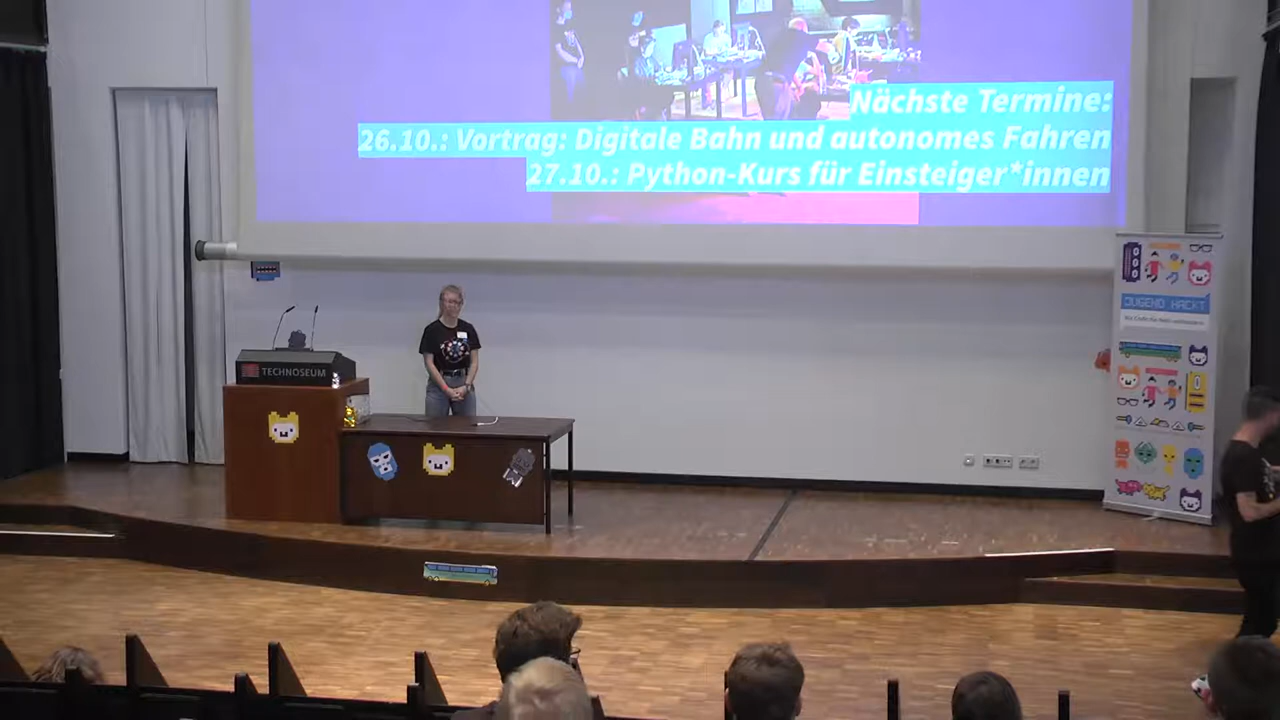 Nächste Termine:
26.10.: Vortrag: Digitale Bahn und autonomes Fahren
27.10.: Python-Kurs für Einsteiger*innen
JUGEND HACKT
TECHNOSEUM